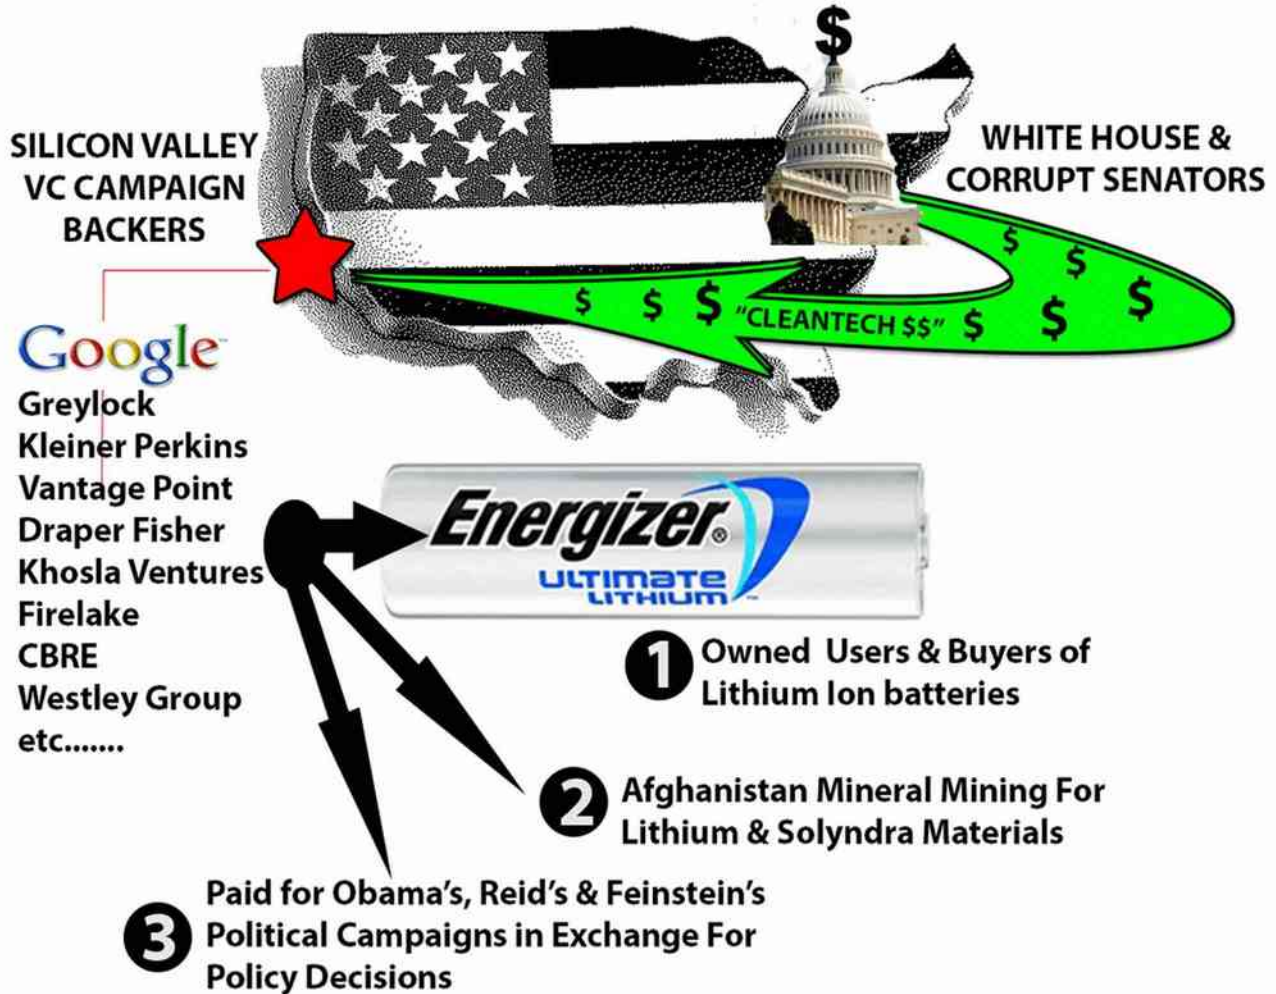 $
SILICON VALLEY
VC CAMPAIGN
BACKERS
WHITE HOUSE &
CORRUPT SENATORS
$ $ $ "CLEANTECH $$" $ $ $ $ $
Google™
Greylock
Kleiner Perkins
Vantage Point
Draper Fisher
Khosla Ventures
Firelake
CBRE
Westley Group
etc.......
Energizer®
ULTIMATE
LITHIUM™
1 Owned Users & Buyers of
Lithium Ion batteries
2 Afghanistan Mineral Mining For
Lithium & Solyndra Materials
3 Paid for Obama's, Reid's & Feinstein's
Political Campaigns in Exchange For
Policy Decisions